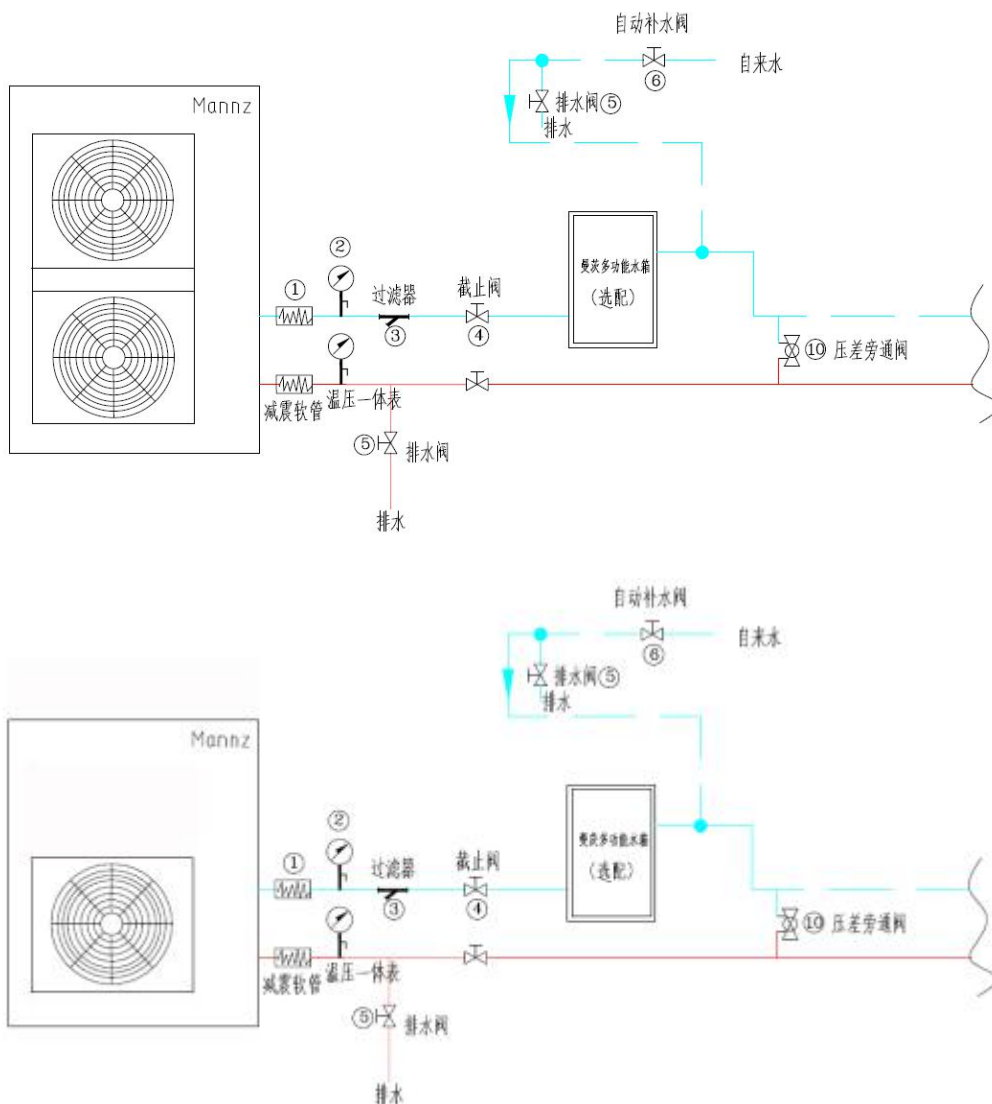 自动补水阀
自来水
⑥
排水阀⑤
排水
Mannz
②
①
过滤器
截止阀
曼茨多功能水箱
(选配)
③
④
⑩ 压差旁通阀
减震软管
温压一体表
⑤
排水阀
排水
自动补水阀
自来水
⑥
排水阀⑤
排水
Mannz
②
①
过滤器
截止阀
曼茨多功能水箱
(选配)
③
④
⑩ 压差旁通阀
减震软管
温压一体表
⑤
排水阀
排水